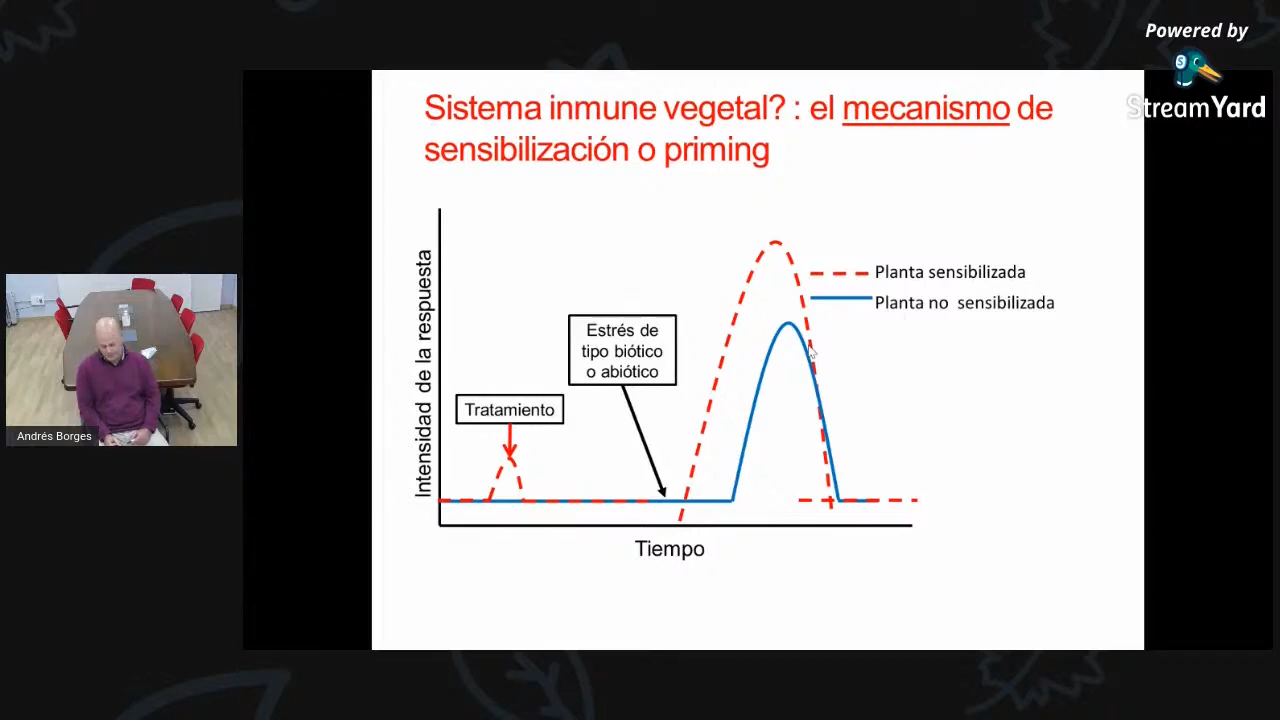 Powered by
StreamYard
Sistema inmune vegetal? : el mecanismo de
sensibilización o priming
Intensidad de la respuesta
Planta sensibilizada
Planta no sensibilizada
Estrés de
tipo biótico
o abiótico
Tratamiento
Tiempo
Andrés Borges